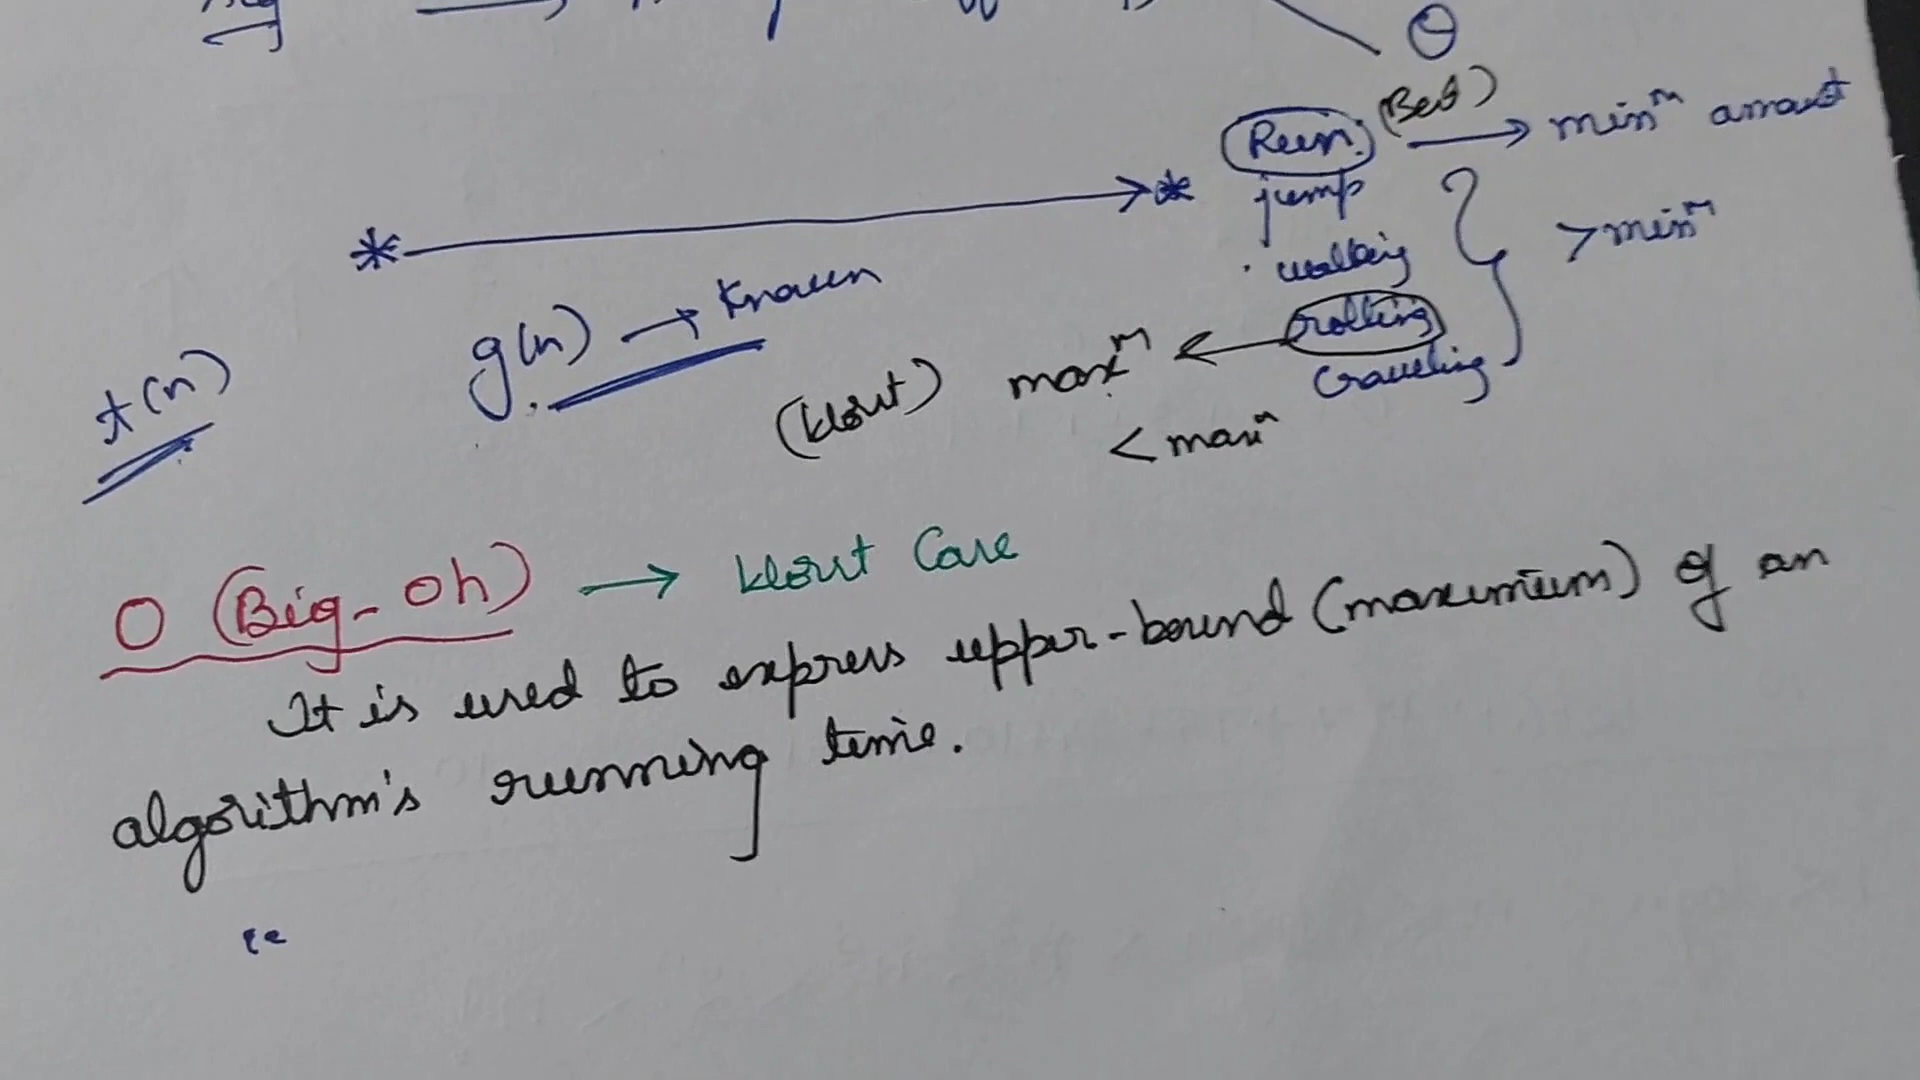 θ
Run. (Best) → minᵐ amount
jump
walking > minᵐ
rolling
g(n) → Known
t(n)
(Worst) maxᵐ ←
Craweling
< maxᵐ
O (Big-Oh) → Worst Case
It is used to express upper-bound (maximum) of an
algorithm's running time.